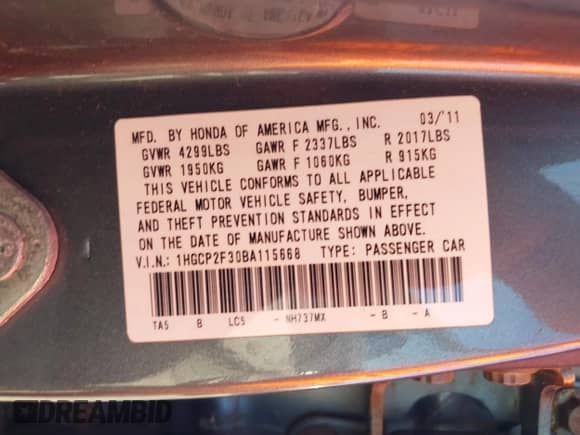 MFD. BY HONDA OF AMERICA MFG., INC. 03/'11
GVWR 4299LBS GAWR F 2337LBS R 2017LBS
GVWR 1950KG GAWR F 1060KG R 915KG
THIS VEHICLE CONFORMS TO ALL APPLICABLE
FEDERAL MOTOR VEHICLE SAFETY, BUMPER,
AND THEFT PREVENTION STANDARDS IN EFFECT
ON THE DATE OF MANUFACTURE SHOWN ABOVE.
V.I.N.: 1HGCP2F30BA115668 TYPE: PASSENGER CAR
TA5 B LC5 - NH737MX - B - A
DREAMBID